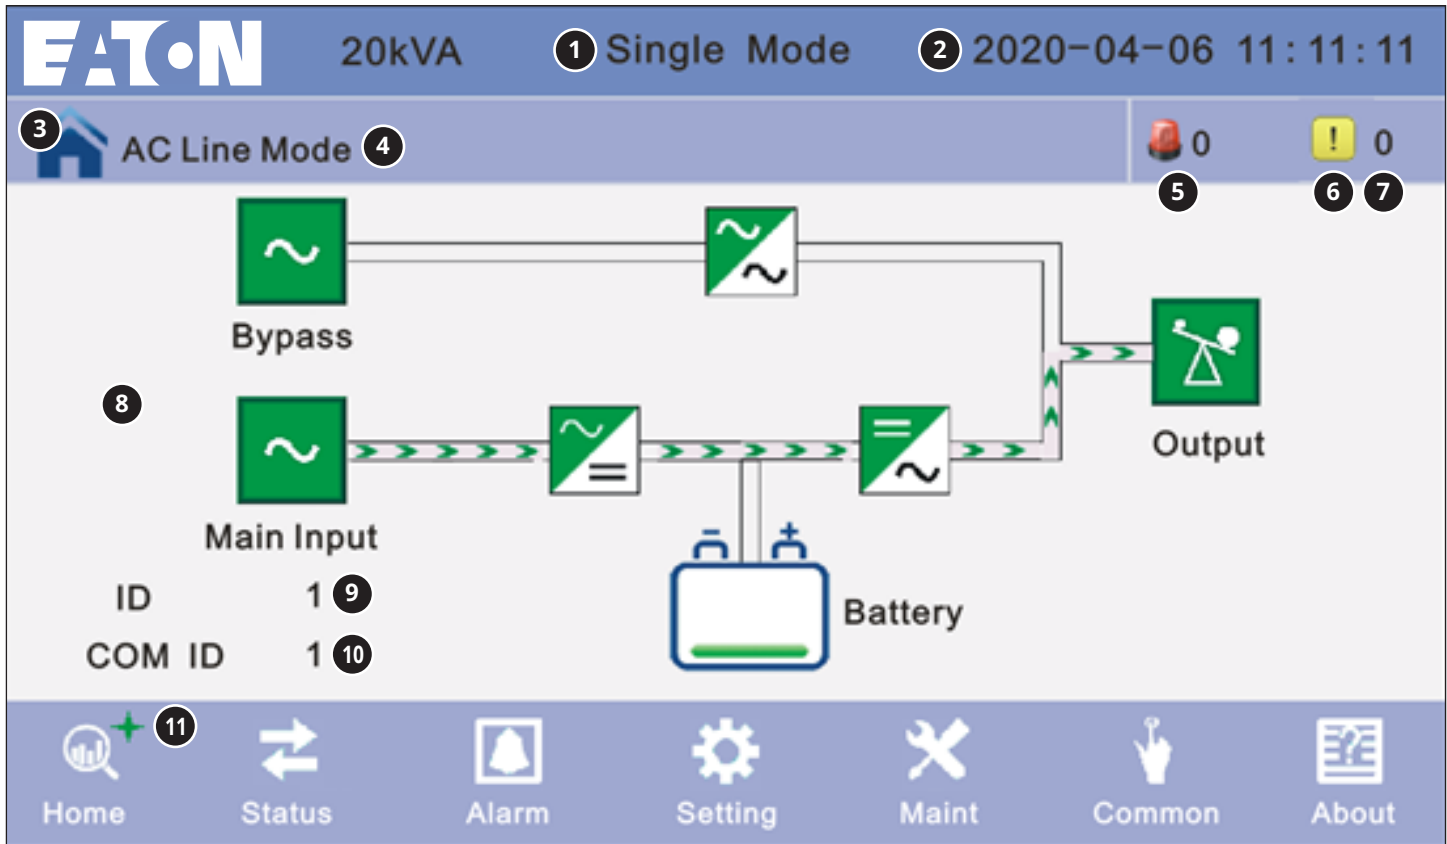 EATON 20kVA 1 Single Mode 2 2020-04-06 11:11:11
3 AC Line Mode 4 0 ! 0
5 6 7
Bypass
8
Output
Main Input
ID 1 9
Battery
COM ID 1 10
11
Home Status Alarm Setting Maint Common About